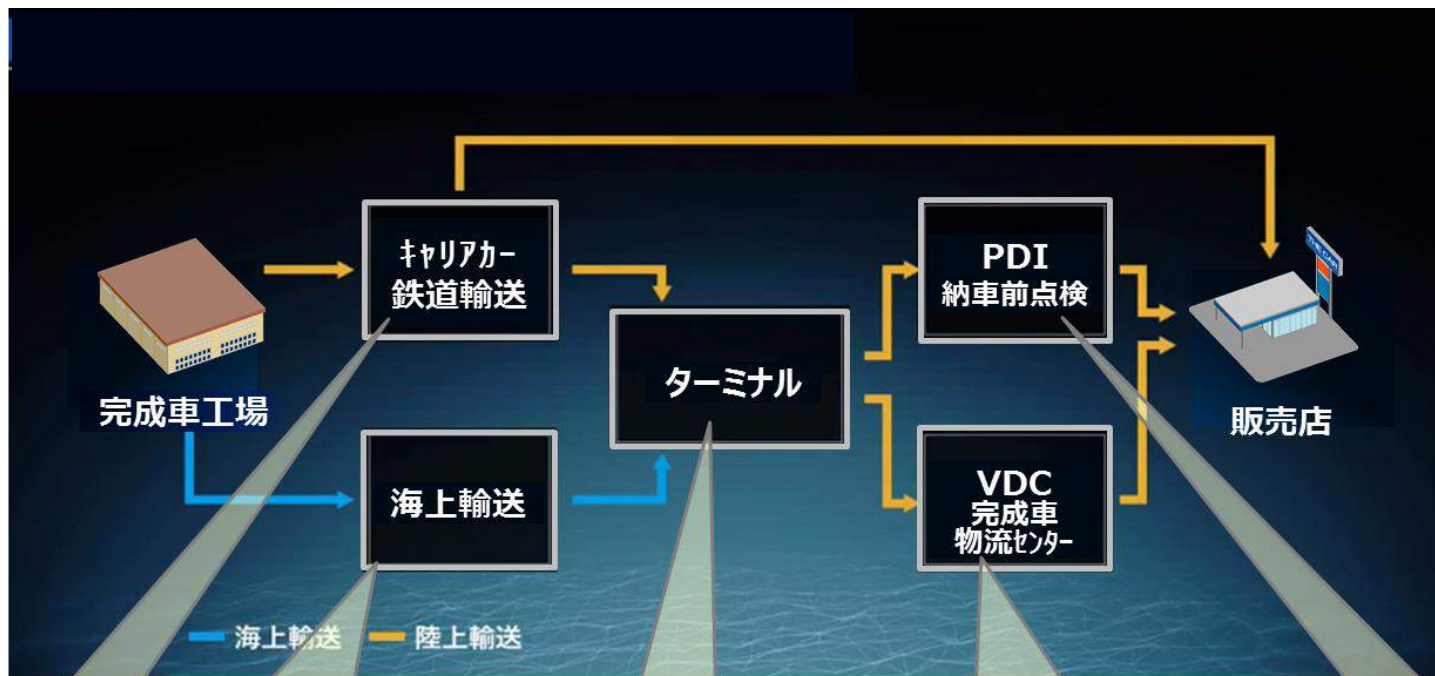 キャリアカー
鉄道輸送
PDI
納車前点検
THE CAR
ターミナル
完成車工場
販売店
海上輸送
VDC
完成車
物流センター
海上輸送
陸上輸送